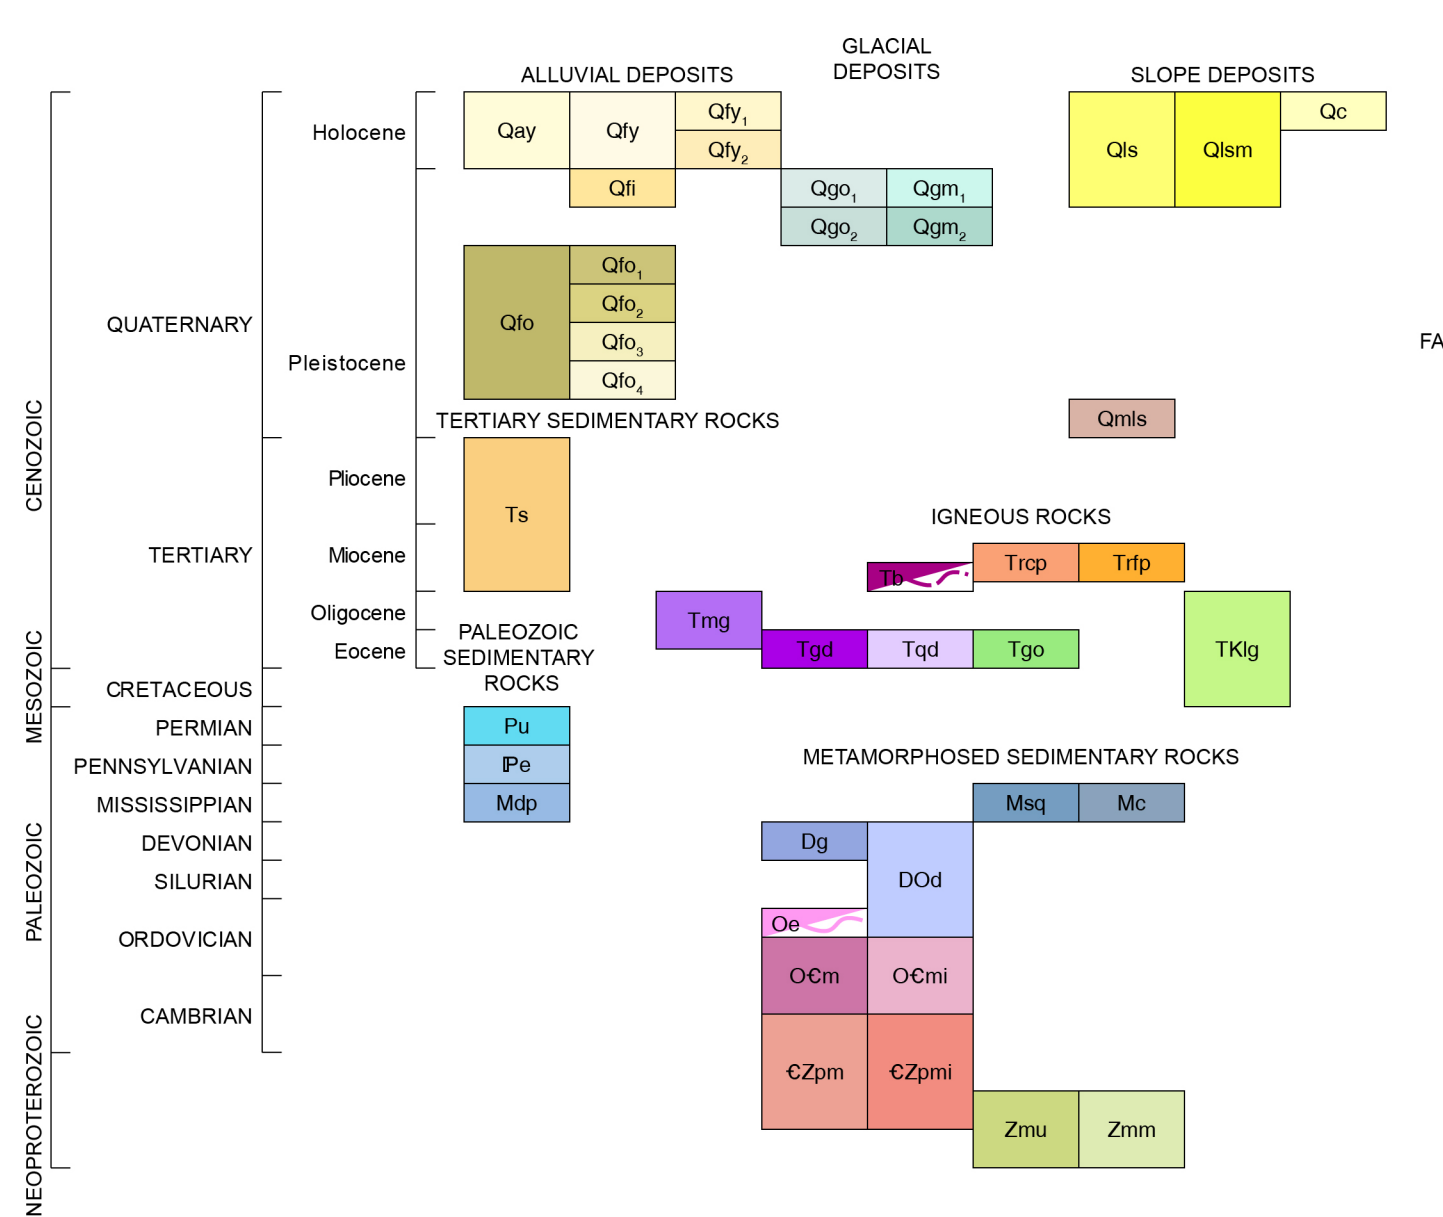 GLACIAL
DEPOSITS
ALLUVIAL DEPOSITS
SLOPE DEPOSITS
Holocene
Qay
Qfy
Qfy1
Qfy2
Qls
Qlsm
Qc
Qfi
Qgo1
Qgm1
Qgo2
Qgm2
Qfo
Qfo1
Qfo2
Qfo3
Qfo4
QUATERNARY
Pleistocene
FA
CENOZOIC
Qmls
TERTIARY SEDIMENTARY ROCKS
Pliocene
Ts
IGNEOUS ROCKS
TERTIARY
Miocene
Tb
Trcp
Trfp
Oligocene
Tmg
Eocene
Tgd
Tqd
Tgo
TKlg
PALEOZOIC
SEDIMENTARY
ROCKS
MESOZOIC
CRETACEOUS
PERMIAN
Pu
PENNSYLVANIAN
ℙe
METAMORPHOSED SEDIMENTARY ROCKS
MISSISSIPPIAN
Mdp
Msq
Mc
PALEOZOIC
DEVONIAN
Dg
DOd
SILURIAN
Oe
ORDOVICIAN
O€m
O€mi
CAMBRIAN
€Zpm
€Zpmi
NEOPROTEROZOIC
Zmu
Zmm